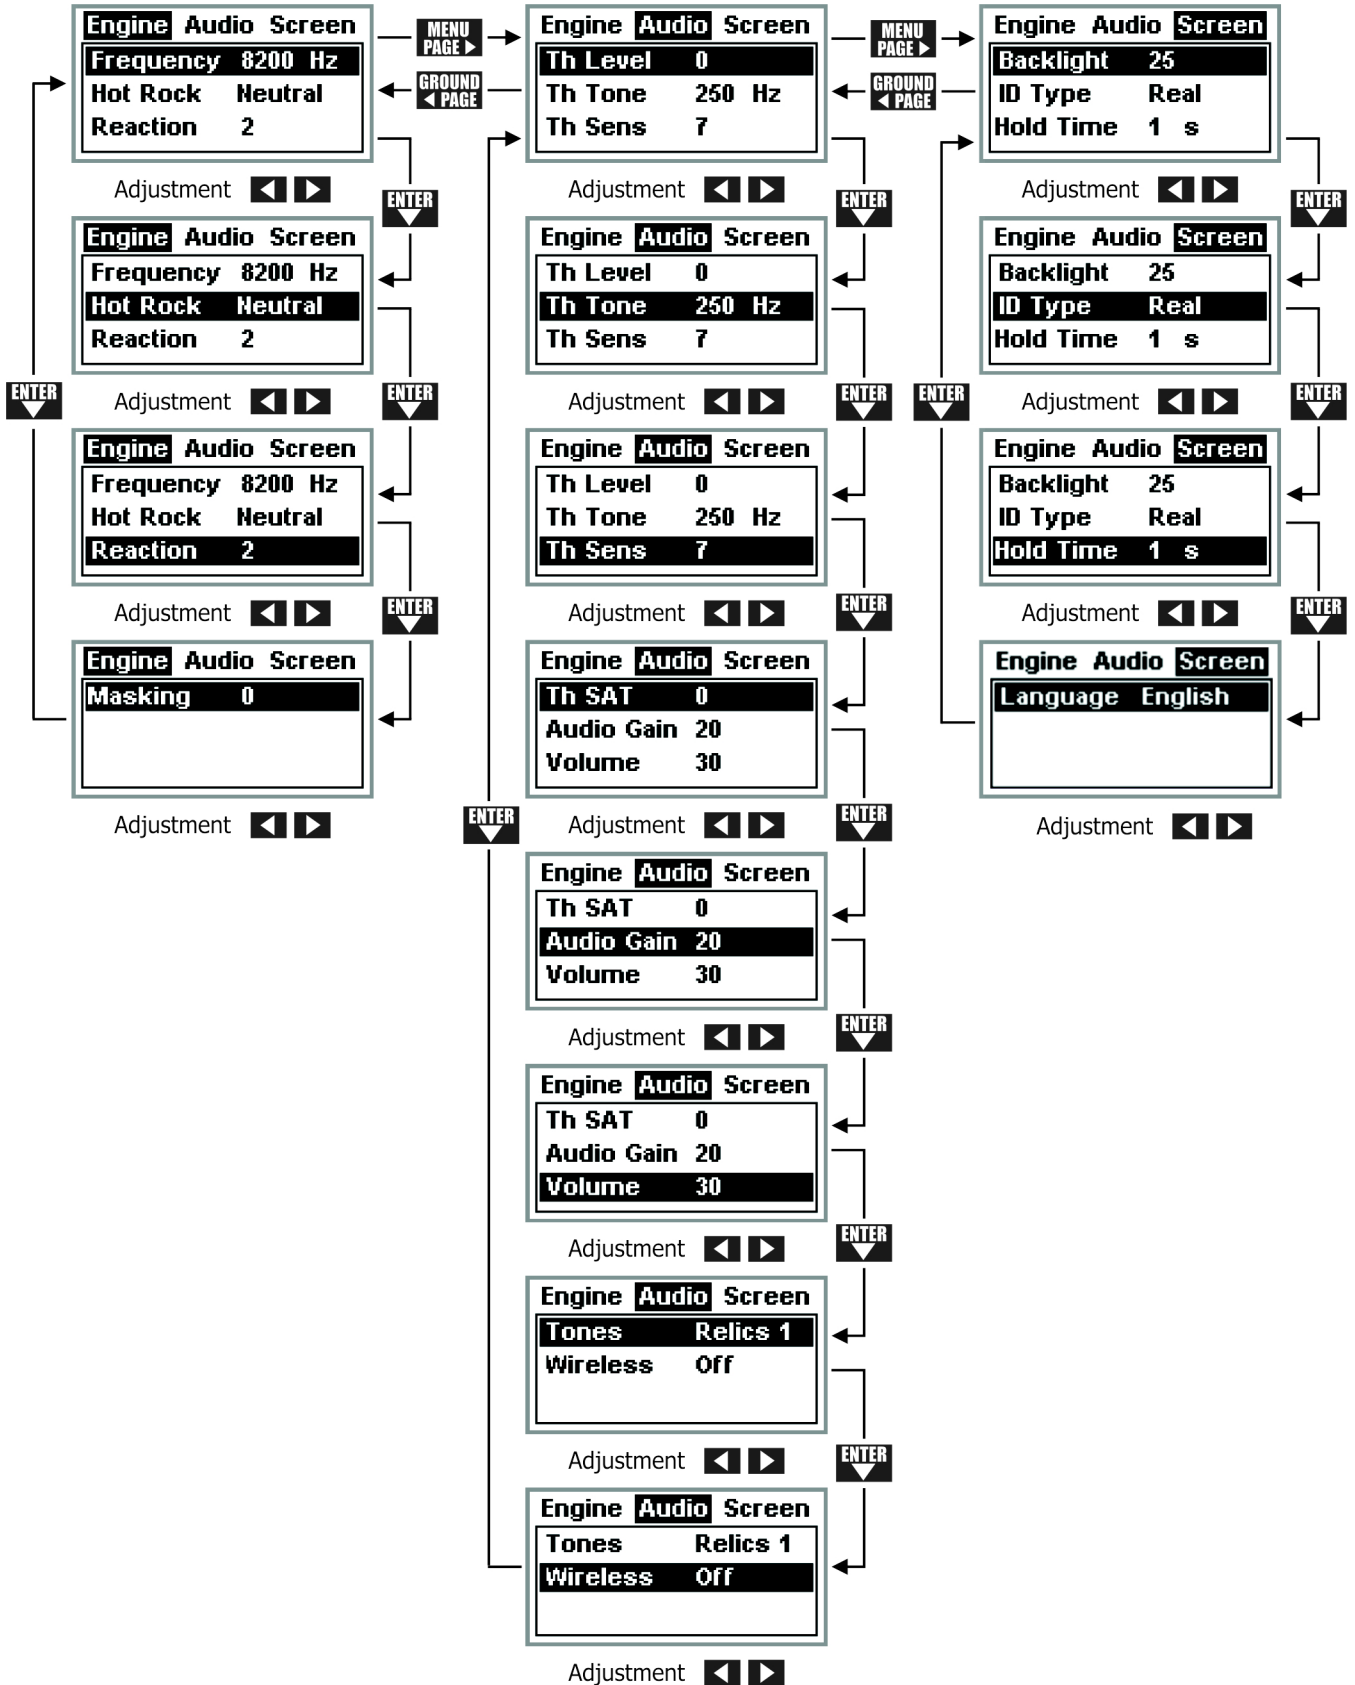 Engine Audio Screen
Frequency 8200 Hz
Hot Rock Neutral
Reaction 2
Adjustment
ENTER
Engine Audio Screen
Frequency 8200 Hz
Hot Rock Neutral
Reaction 2
Adjustment
ENTER
ENTER
Engine Audio Screen
Frequency 8200 Hz
Hot Rock Neutral
Reaction 2
Adjustment
ENTER
Engine Audio Screen
Masking 0
Adjustment
MENU
PAGE
GROUND
PAGE
Engine Audio Screen
Th Level 0
Th Tone 250 Hz
Th Sens 7
Adjustment
ENTER
Engine Audio Screen
Th Level 0
Th Tone 250 Hz
Th Sens 7
Adjustment
ENTER
Engine Audio Screen
Th Level 0
Th Tone 250 Hz
Th Sens 7
Adjustment
ENTER
Engine Audio Screen
Th SAT 0
Audio Gain 20
Volume 30
Adjustment
ENTER
ENTER
Engine Audio Screen
Th SAT 0
Audio Gain 20
Volume 30
Adjustment
ENTER
Engine Audio Screen
Th SAT 0
Audio Gain 20
Volume 30
Adjustment
ENTER
Engine Audio Screen
Tones Relics 1
Wireless Off
Adjustment
ENTER
Engine Audio Screen
Tones Relics 1
Wireless Off
Adjustment
MENU
PAGE
GROUND
PAGE
Engine Audio Screen
Backlight 25
ID Type Real
Hold Time 1 s
Adjustment
ENTER
Engine Audio Screen
Backlight 25
ID Type Real
Hold Time 1 s
Adjustment
ENTER
ENTER
Engine Audio Screen
Backlight 25
ID Type Real
Hold Time 1 s
Adjustment
ENTER
Engine Audio Screen
Language English
Adjustment